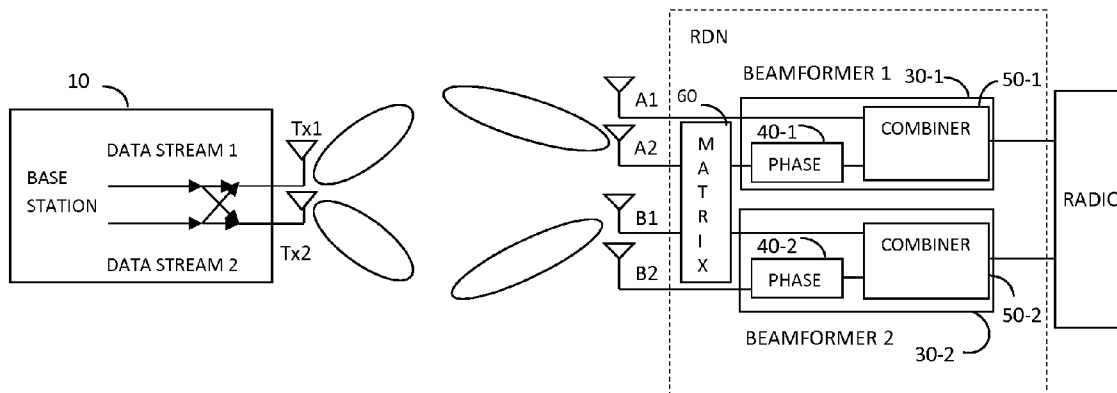 RDN
10
BEAMFORMER 1
30-1
50-1
60
A1
Tx1
40-1
COMBINER
DATA STREAM 1
A2
MATRIX
PHASE
BASE
STATION
RADIO
B1
40-2
COMBINER
DATA STREAM 2
Tx2
B2
PHASE
50-2
BEAMFORMER 2
30-2